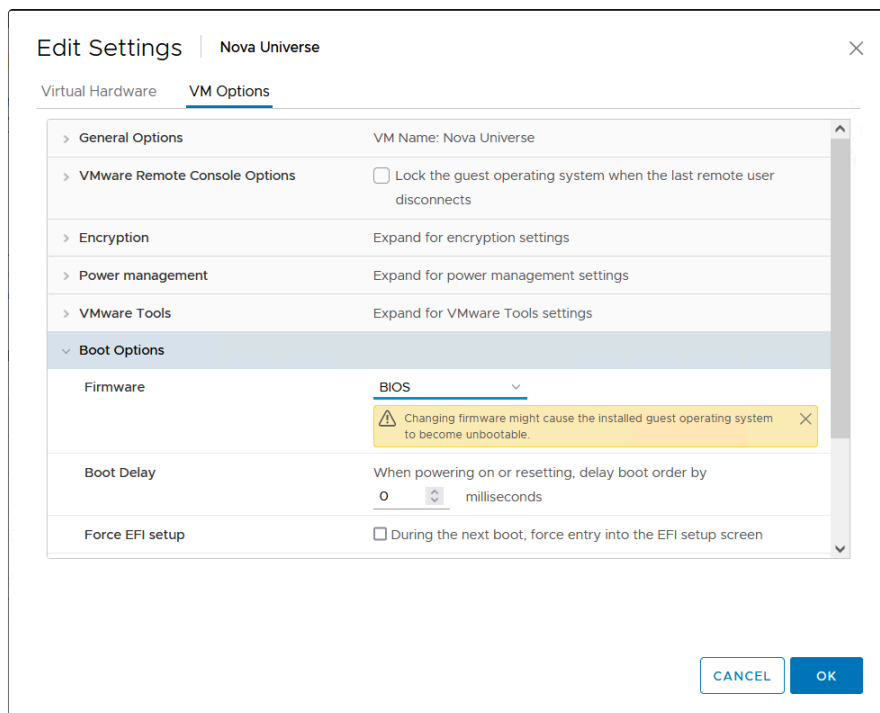 Edit Settings
Nova Universe
Virtual Hardware
VM Options
General Options
VM Name: Nova Universe
VMware Remote Console Options
Lock the guest operating system when the last remote user
disconnects
Encryption
Expand for encryption settings
Power management
Expand for power management settings
VMware Tools
Expand for VMware Tools settings
Boot Options
Firmware
BIOS
Changing firmware might cause the installed guest operating system
to become unbootable.
Boot Delay
When powering on or resetting, delay boot order by
0
milliseconds
Force EFI setup
During the next boot, force entry into the EFI setup screen
CANCEL
OK